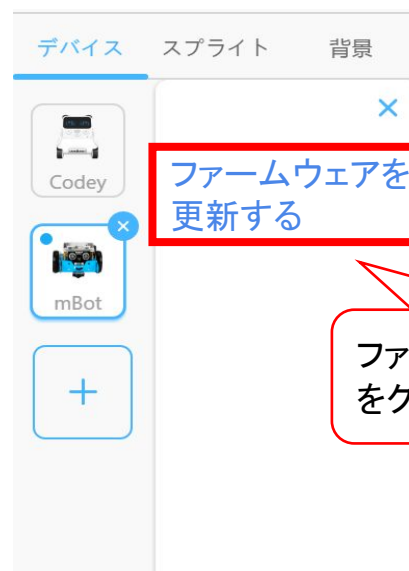 デバイス スプライト 背景
Codey
ファームウェアを
更新する
mBot
ファ
をク